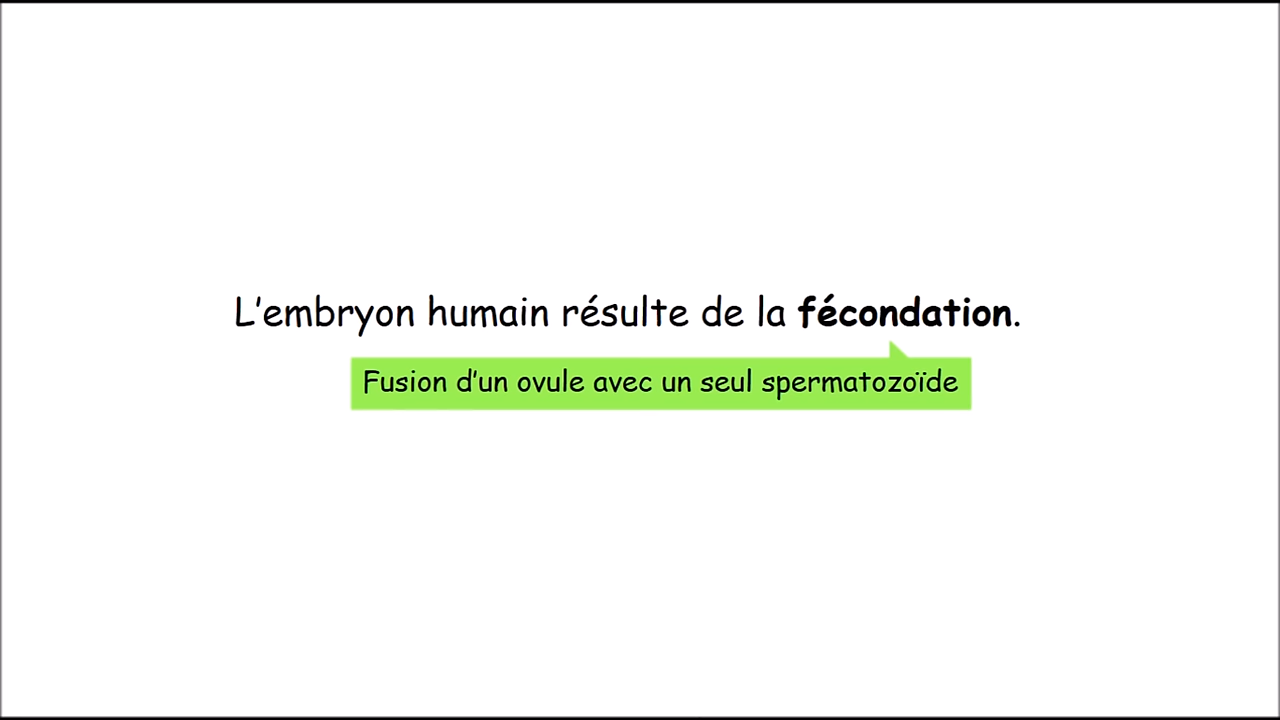 L'embryon humain résulte de la fécondation.
Fusion d'un ovule avec un seul spermatozoïde